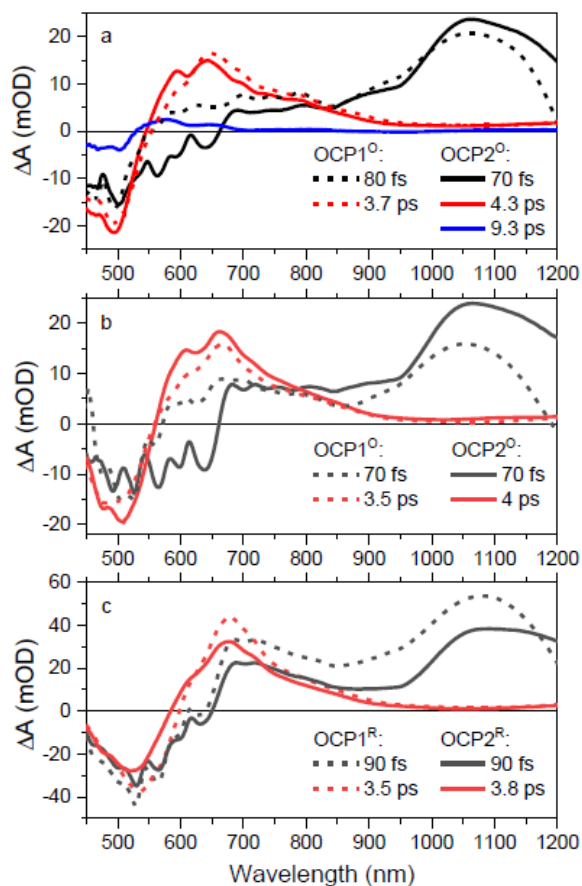 a
20
10
0
-10
-20
ΔA (mOD)
OCP1ᴼ: OCP2ᴼ:
80 fs 70 fs
3.7 ps 4.3 ps
9.3 ps
500 600 700 800 900 1000 1100 1200
b
20
10
0
-10
-20
ΔA (mOD)
OCP1ᴼ: OCP2ᴼ:
70 fs 70 fs
3.5 ps 4 ps
500 600 700 800 900 1000 1100 1200
c
60
40
20
0
-20
-40
ΔA (mOD)
OCP1ᴿ: OCP2ᴿ:
90 fs 90 fs
3.5 ps 3.8 ps
500 600 700 800 900 1000 1100 1200
Wavelength (nm)